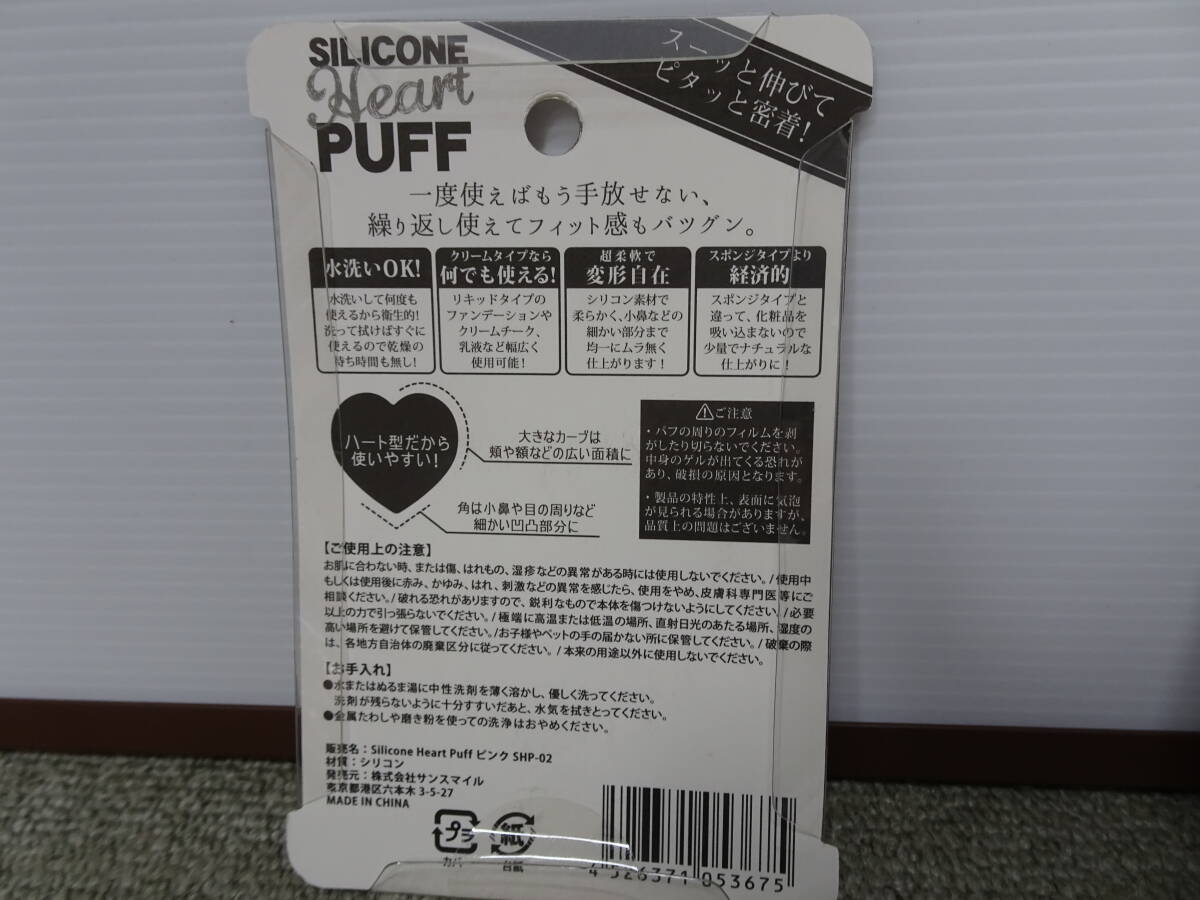 SILICONE
Heart
PUFF
スーッと伸びて
ピタッと密着!
一度使えばもう手放せない、
繰り返し使えてフィット感もバツグン。
水洗いOK!
水洗いして何度も
使えるから衛生的!
洗って拭けばすぐに
使えるので乾燥の
待ち時間も無し!
クリームタイプなら
何でも使える!
リキッドタイプの
ファンデーションや
クリームチーク、
乳液など幅広く
使用可能!
超柔軟で
変形自在
シリコン素材で
柔らかく、小鼻などの
細かい部分まで
均一にムラ無く
仕上がります!
スポンジタイプより
経済的
スポンジタイプと
違って、化粧品を
吸い込まないので
少量でナチュラルな
仕上がりに!
ハート型だから
使いやすい!
大きなカーブは
頬や額などの広い面積に
角は小鼻や目の周りなど
細かい凹凸部分に
⚠ご注意
・パフの周りのフィルムを剥
がしたり切らないでください。
中身のゲルが出てくる恐れが
あり、破損の原因となります。
・製品の特性上、表面に気泡
が見られる場合がありますが、
品質上の問題はございません。
【ご使用上の注意】
お肌に合わない時、または傷、はれもの、湿疹などの異常がある時には使用しないでください。/使用中
もしくは使用後に赤み、かゆみ、はれ、刺激などの異常を感じたら、使用をやめ、皮膚科専門医等にご
相談ください。/破れる恐れがありますので、鋭利なもので本体を傷つけないようにしてください。/必要
以上の力で引っ張らないでください。/極端に高温または低温の場所、直射日光のあたる場所、湿度の
高い場所を避けて保管してください。/お子様やペットの手の届かない所に保管してください。/破棄の際
は、各地方自治体の廃棄区分に従ってください。/本来の用途以外に使用しないでください。
【お手入れ】
●水またはぬるま湯に中性洗剤を薄く溶かし、優しく洗ってください。
洗剤が残らないように十分すすいだあと、水気を拭きとってください。
●金属たわしや磨き粉を使っての洗浄はおやめください。
販売名:Silicone Heart Puff ピンク SHP-02
材質:シリコン
発売元:株式会社サンスマイル
東京都港区六本木 3-5-27
MADE IN CHINA
プラ
カバー
紙
台紙
4 526371 053675